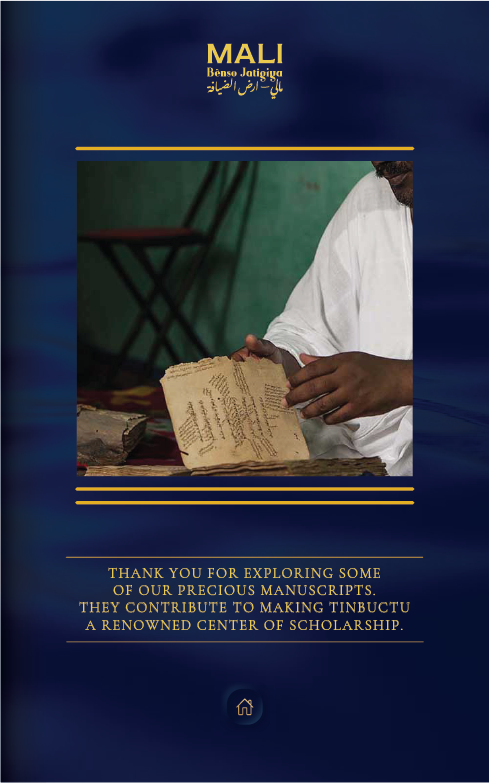 MALI
Bènso Jatigiya
مالي - ارض الضيافة
THANK YOU FOR EXPLORING SOME
OF OUR PRECIOUS MANUSCRIPTS.
THEY CONTRIBUTE TO MAKING TINBUCTU
A RENOWNED CENTER OF SCHOLARSHIP.